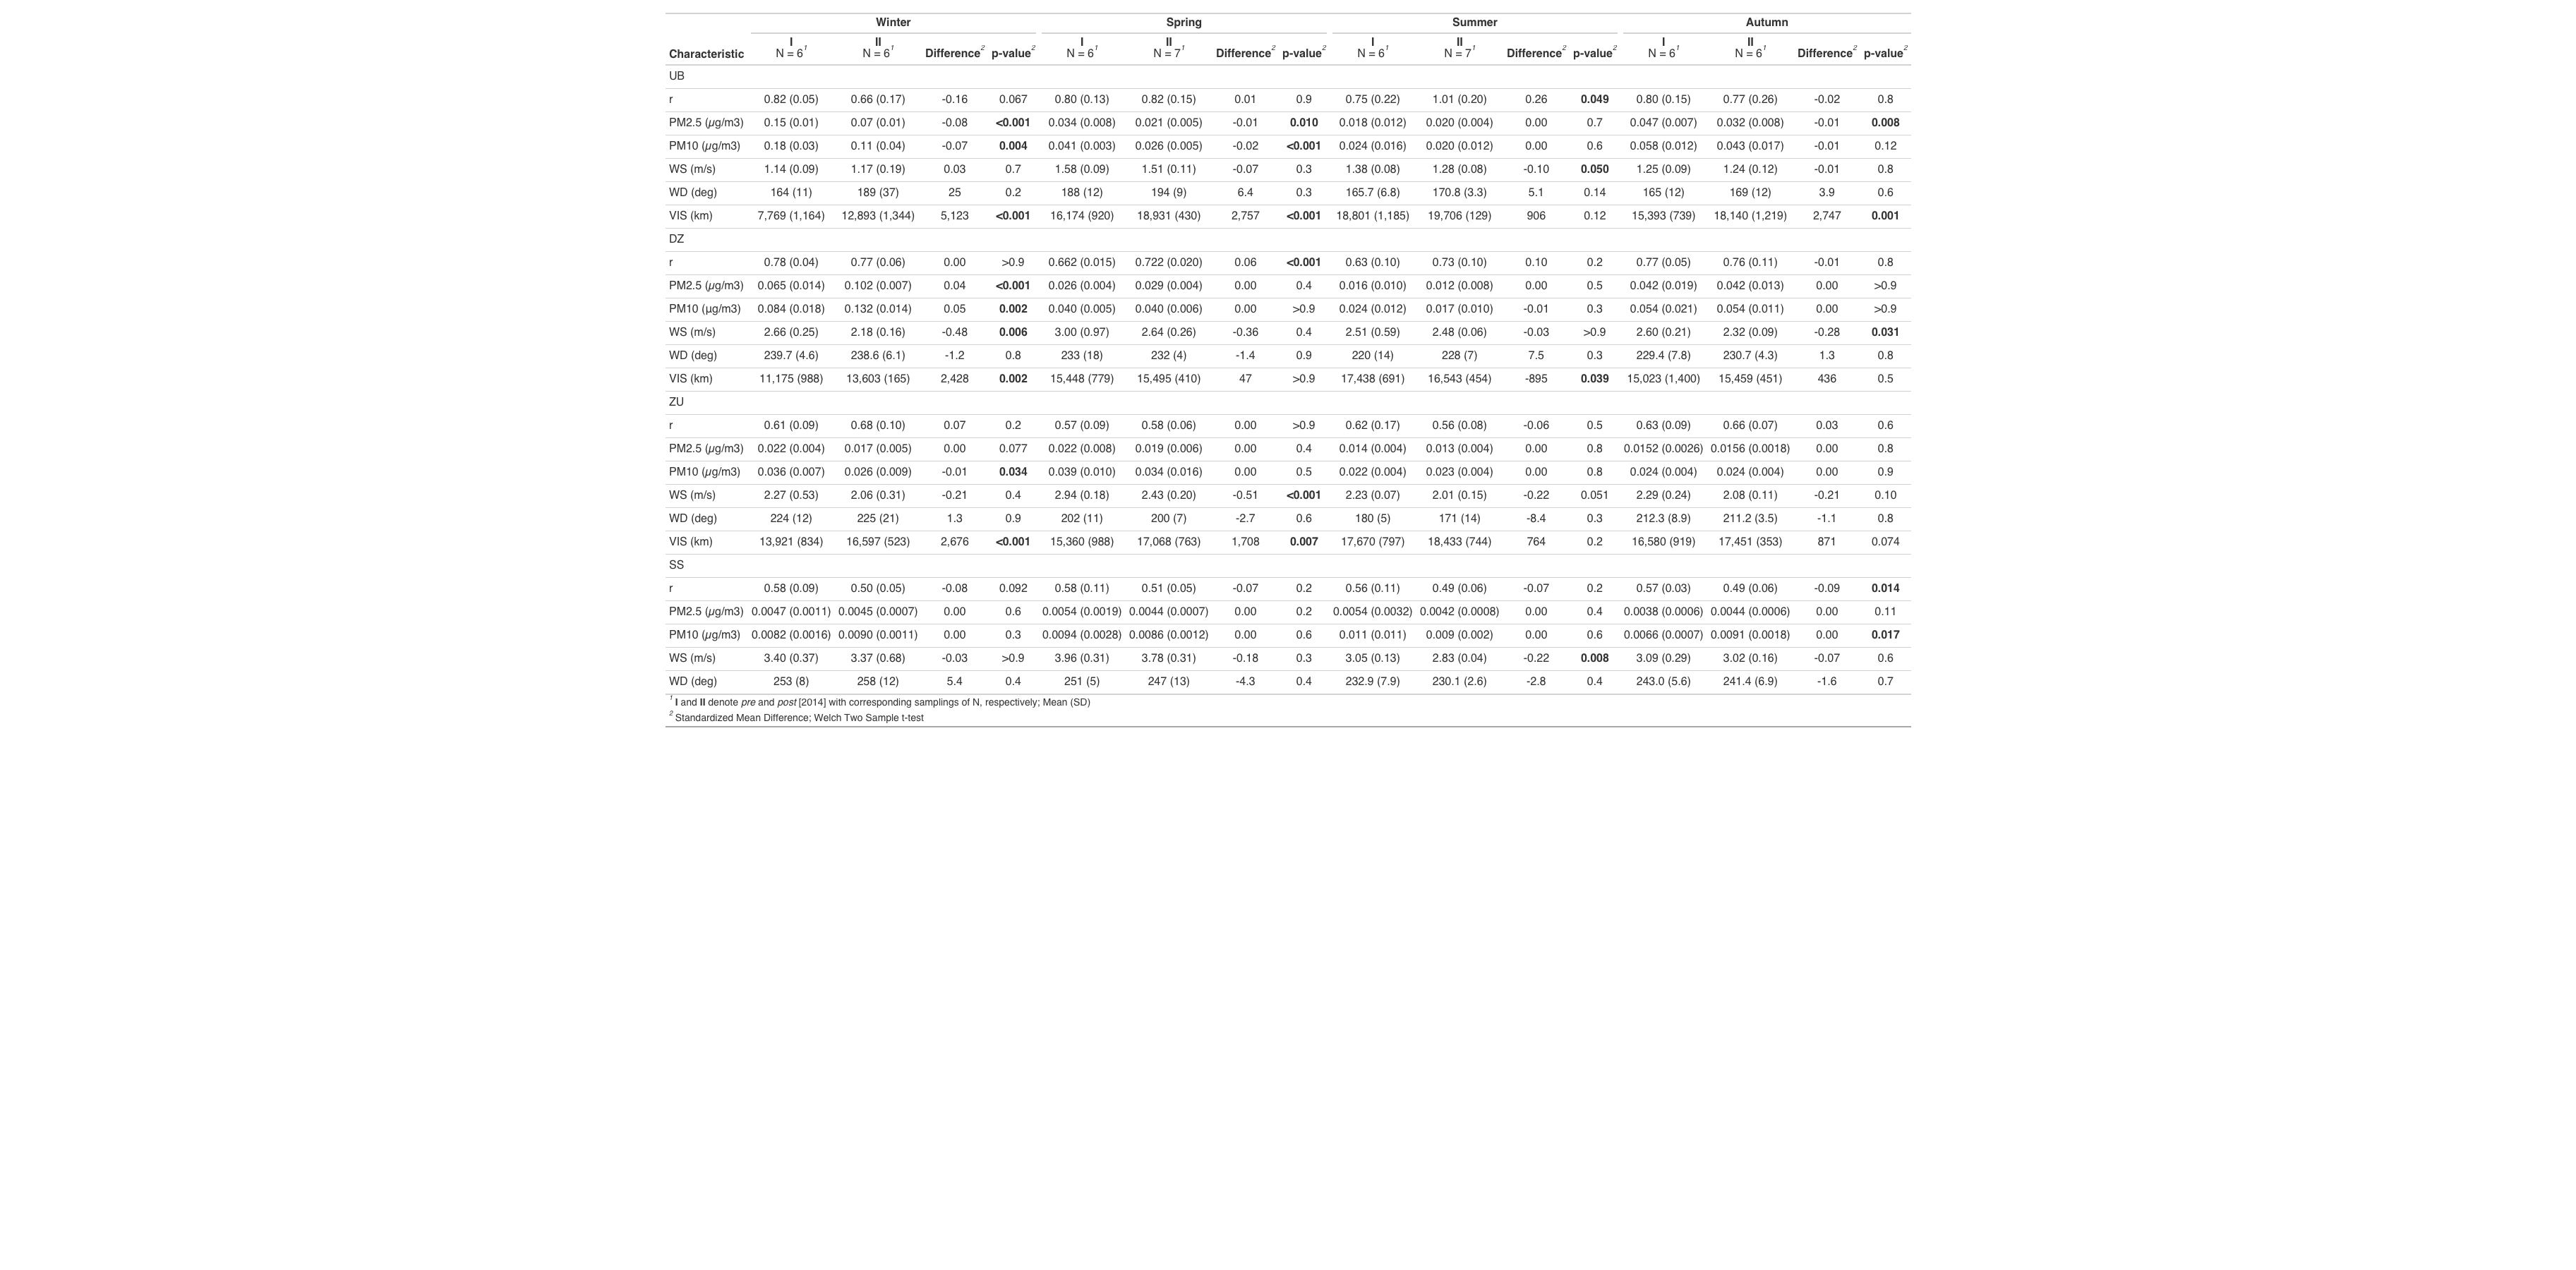 Winter Spring Summer Autumn
Characteristic I N = 6¹ II N = 6¹ Difference² p-value² I N = 6¹ II N = 7¹ Difference² p-value² I N = 6¹ II N = 7¹ Difference² p-value² I N = 6¹ II N = 6¹ Difference² p-value²
UB
r 0.82 (0.05) 0.66 (0.17) -0.16 0.067 0.80 (0.13) 0.82 (0.15) 0.01 0.9 0.75 (0.22) 1.01 (0.20) 0.26 0.049 0.80 (0.15) 0.77 (0.26) -0.02 0.8
PM2.5 (µg/m3) 0.15 (0.01) 0.07 (0.01) -0.08 <0.001 0.034 (0.008) 0.021 (0.005) -0.01 0.010 0.018 (0.012) 0.020 (0.004) 0.00 0.7 0.047 (0.007) 0.032 (0.008) -0.01 0.008
PM10 (µg/m3) 0.18 (0.03) 0.11 (0.04) -0.07 0.004 0.041 (0.003) 0.026 (0.005) -0.02 <0.001 0.024 (0.016) 0.020 (0.012) 0.00 0.6 0.058 (0.012) 0.043 (0.017) -0.01 0.12
WS (m/s) 1.14 (0.09) 1.17 (0.19) 0.03 0.7 1.58 (0.09) 1.51 (0.11) -0.07 0.3 1.38 (0.08) 1.28 (0.08) -0.10 0.050 1.25 (0.09) 1.24 (0.12) -0.01 0.8
WD (deg) 164 (11) 189 (37) 25 0.2 188 (12) 194 (9) 6.4 0.3 165.7 (6.8) 170.8 (3.3) 5.1 0.14 165 (12) 169 (12) 3.9 0.6
VIS (km) 7,769 (1,164) 12,893 (1,344) 5,123 <0.001 16,174 (920) 18,931 (430) 2,757 <0.001 18,801 (1,185) 19,706 (129) 906 0.12 15,393 (739) 18,140 (1,219) 2,747 0.001
DZ
r 0.78 (0.04) 0.77 (0.06) 0.00 >0.9 0.662 (0.015) 0.722 (0.020) 0.06 <0.001 0.63 (0.10) 0.73 (0.10) 0.10 0.2 0.77 (0.05) 0.76 (0.11) -0.01 0.8
PM2.5 (µg/m3) 0.065 (0.014) 0.102 (0.007) 0.04 <0.001 0.026 (0.004) 0.029 (0.004) 0.00 0.4 0.016 (0.010) 0.012 (0.008) 0.00 0.5 0.042 (0.019) 0.042 (0.013) 0.00 >0.9
PM10 (µg/m3) 0.084 (0.018) 0.132 (0.014) 0.05 0.002 0.040 (0.005) 0.040 (0.006) 0.00 >0.9 0.024 (0.012) 0.017 (0.010) -0.01 0.3 0.054 (0.021) 0.054 (0.011) 0.00 >0.9
WS (m/s) 2.66 (0.25) 2.18 (0.16) -0.48 0.006 3.00 (0.97) 2.64 (0.26) -0.36 0.4 2.51 (0.59) 2.48 (0.06) -0.03 >0.9 2.60 (0.21) 2.32 (0.09) -0.28 0.031
WD (deg) 239.7 (4.6) 238.6 (6.1) -1.2 0.8 233 (18) 232 (4) -1.4 0.9 220 (14) 228 (7) 7.5 0.3 229.4 (7.8) 230.7 (4.3) 1.3 0.8
VIS (km) 11,175 (988) 13,603 (165) 2,428 0.002 15,448 (779) 15,495 (410) 47 >0.9 17,438 (691) 16,543 (454) -895 0.039 15,023 (1,400) 15,459 (451) 436 0.5
ZU
r 0.61 (0.09) 0.68 (0.10) 0.07 0.2 0.57 (0.09) 0.58 (0.06) 0.00 >0.9 0.62 (0.17) 0.56 (0.08) -0.06 0.5 0.63 (0.09) 0.66 (0.07) 0.03 0.6
PM2.5 (µg/m3) 0.022 (0.004) 0.017 (0.005) 0.00 0.077 0.022 (0.008) 0.019 (0.006) 0.00 0.4 0.014 (0.004) 0.013 (0.004) 0.00 0.8 0.0152 (0.0026) 0.0156 (0.0018) 0.00 0.8
PM10 (µg/m3) 0.036 (0.007) 0.026 (0.009) -0.01 0.034 0.039 (0.010) 0.034 (0.016) 0.00 0.5 0.022 (0.004) 0.023 (0.004) 0.00 0.8 0.024 (0.004) 0.024 (0.004) 0.00 0.9
WS (m/s) 2.27 (0.53) 2.06 (0.31) -0.21 0.4 2.94 (0.18) 2.43 (0.20) -0.51 <0.001 2.23 (0.07) 2.01 (0.15) -0.22 0.051 2.29 (0.24) 2.08 (0.11) -0.21 0.10
WD (deg) 224 (12) 225 (21) 1.3 0.9 202 (11) 200 (7) -2.7 0.6 180 (5) 171 (14) -8.4 0.3 212.3 (8.9) 211.2 (3.5) -1.1 0.8
VIS (km) 13,921 (834) 16,597 (523) 2,676 <0.001 15,360 (988) 17,068 (763) 1,708 0.007 17,670 (797) 18,433 (744) 764 0.2 16,580 (919) 17,451 (353) 871 0.074
SS
r 0.58 (0.09) 0.50 (0.05) -0.08 0.092 0.58 (0.11) 0.51 (0.05) -0.07 0.2 0.56 (0.11) 0.49 (0.06) -0.07 0.2 0.57 (0.03) 0.49 (0.06) -0.09 0.014
PM2.5 (µg/m3) 0.0047 (0.0011) 0.0045 (0.0007) 0.00 0.6 0.0054 (0.0019) 0.0044 (0.0007) 0.00 0.2 0.0054 (0.0032) 0.0042 (0.0008) 0.00 0.4 0.0038 (0.0006) 0.0044 (0.0006) 0.00 0.11
PM10 (µg/m3) 0.0082 (0.0016) 0.0090 (0.0011) 0.00 0.3 0.0094 (0.0028) 0.0086 (0.0012) 0.00 0.6 0.011 (0.011) 0.009 (0.002) 0.00 0.6 0.0066 (0.0007) 0.0091 (0.0018) 0.00 0.017
WS (m/s) 3.40 (0.37) 3.37 (0.68) -0.03 >0.9 3.96 (0.31) 3.78 (0.31) -0.18 0.3 3.05 (0.13) 2.83 (0.04) -0.22 0.008 3.09 (0.29) 3.02 (0.16) -0.07 0.6
WD (deg) 253 (8) 258 (12) 5.4 0.4 251 (5) 247 (13) -4.3 0.4 232.9 (7.9) 230.1 (2.6) -2.8 0.4 243.0 (5.6) 241.4 (6.9) -1.6 0.7
¹ I and II denote pre and post [2014] with corresponding samplings of N, respectively; Mean (SD)
² Standardized Mean Difference; Welch Two Sample t-test